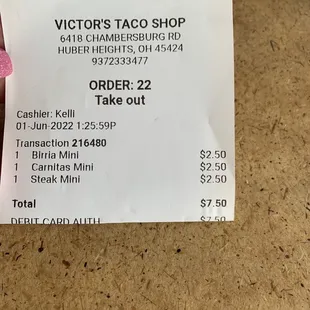 VICTOR'S TACO SHOP
6418 CHAMBERSBURG RD
HUBER HEIGHTS, OH 45424
9372333477
ORDER: 22
Take out
Cashier: Kelli
01-Jun-2022 1:25:59P
Transaction 216480
1 Birria Mini $2.50
1 Carnitas Mini $2.50
1 Steak Mini $2.50
Total $7.50
DEBIT CARD AUTH $7.50